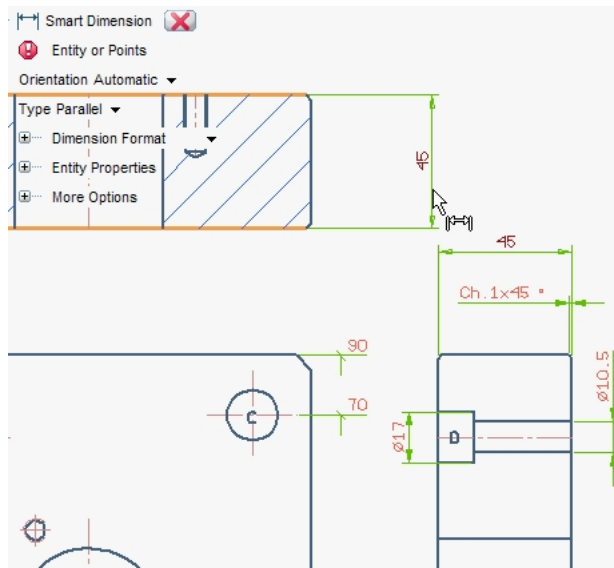 Smart Dimension
Entity or Points
Orientation Automatic
Type Parallel
Dimension Format
Entity Properties
More Options
45
45
Ch.1x45 °
90
70
C
Ø17
D
Ø10.5